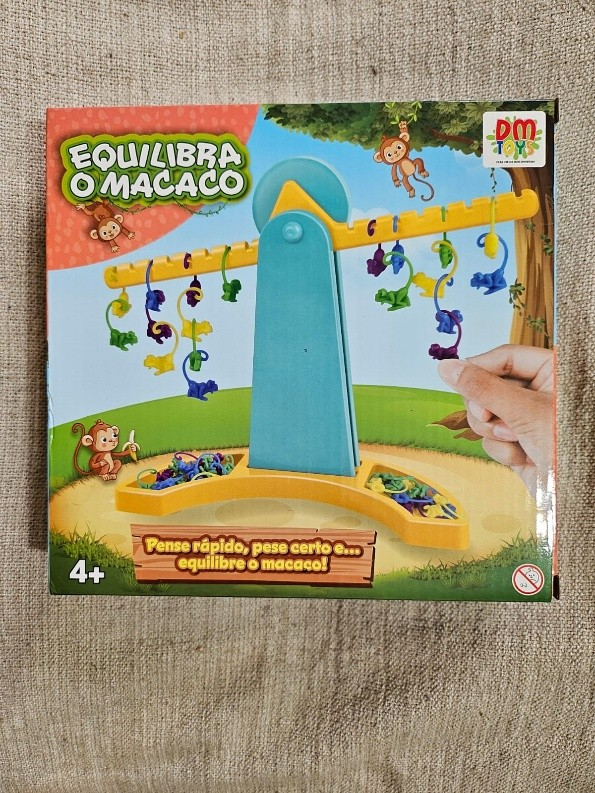 EQUILIBRA
O MACACO
DM
TOYS
Pense rápido, pese certo e...
equilibre o macaco!
4+